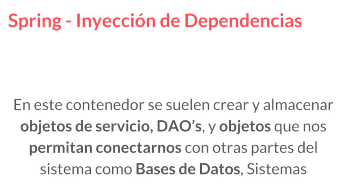 Spring - Inyección de Dependencias
En este contenedor se suelen crear y almacenar
objetos de servicio, DAO’s, y objetos que nos
permitan conectarnos con otras partes del
sistema como Bases de Datos, Sistemas